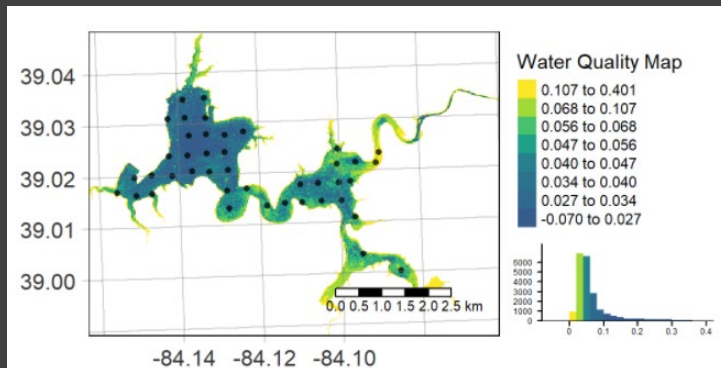 Water Quality Map
0.107 to 0.401
0.068 to 0.107
0.056 to 0.068
0.047 to 0.056
0.040 to 0.047
0.034 to 0.040
0.027 to 0.034
-0.070 to 0.027
39.04
39.03
39.02
39.01
39.00
0.0 0.5 1.0 1.5 2.0 2.5 km
-84.14 -84.12 -84.10
6000
5000
4000
3000
2000
1000
0
0 0.1 0.2 0.3 0.4